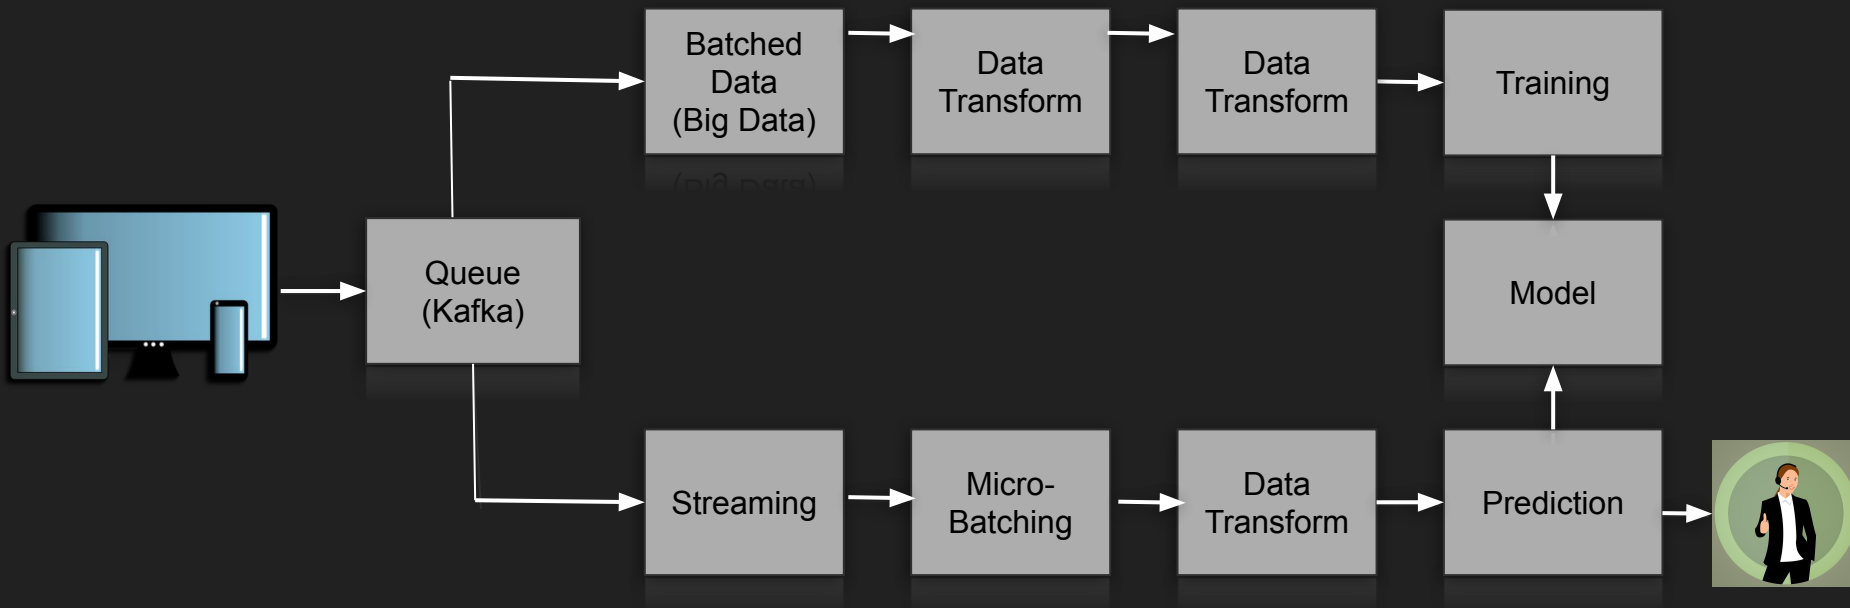 Batched
Data
(Big Data)
Data
Transform
Data
Transform
Training
Queue
(Kafka)
Model
Streaming
Micro-
Batching
Data
Transform
Prediction